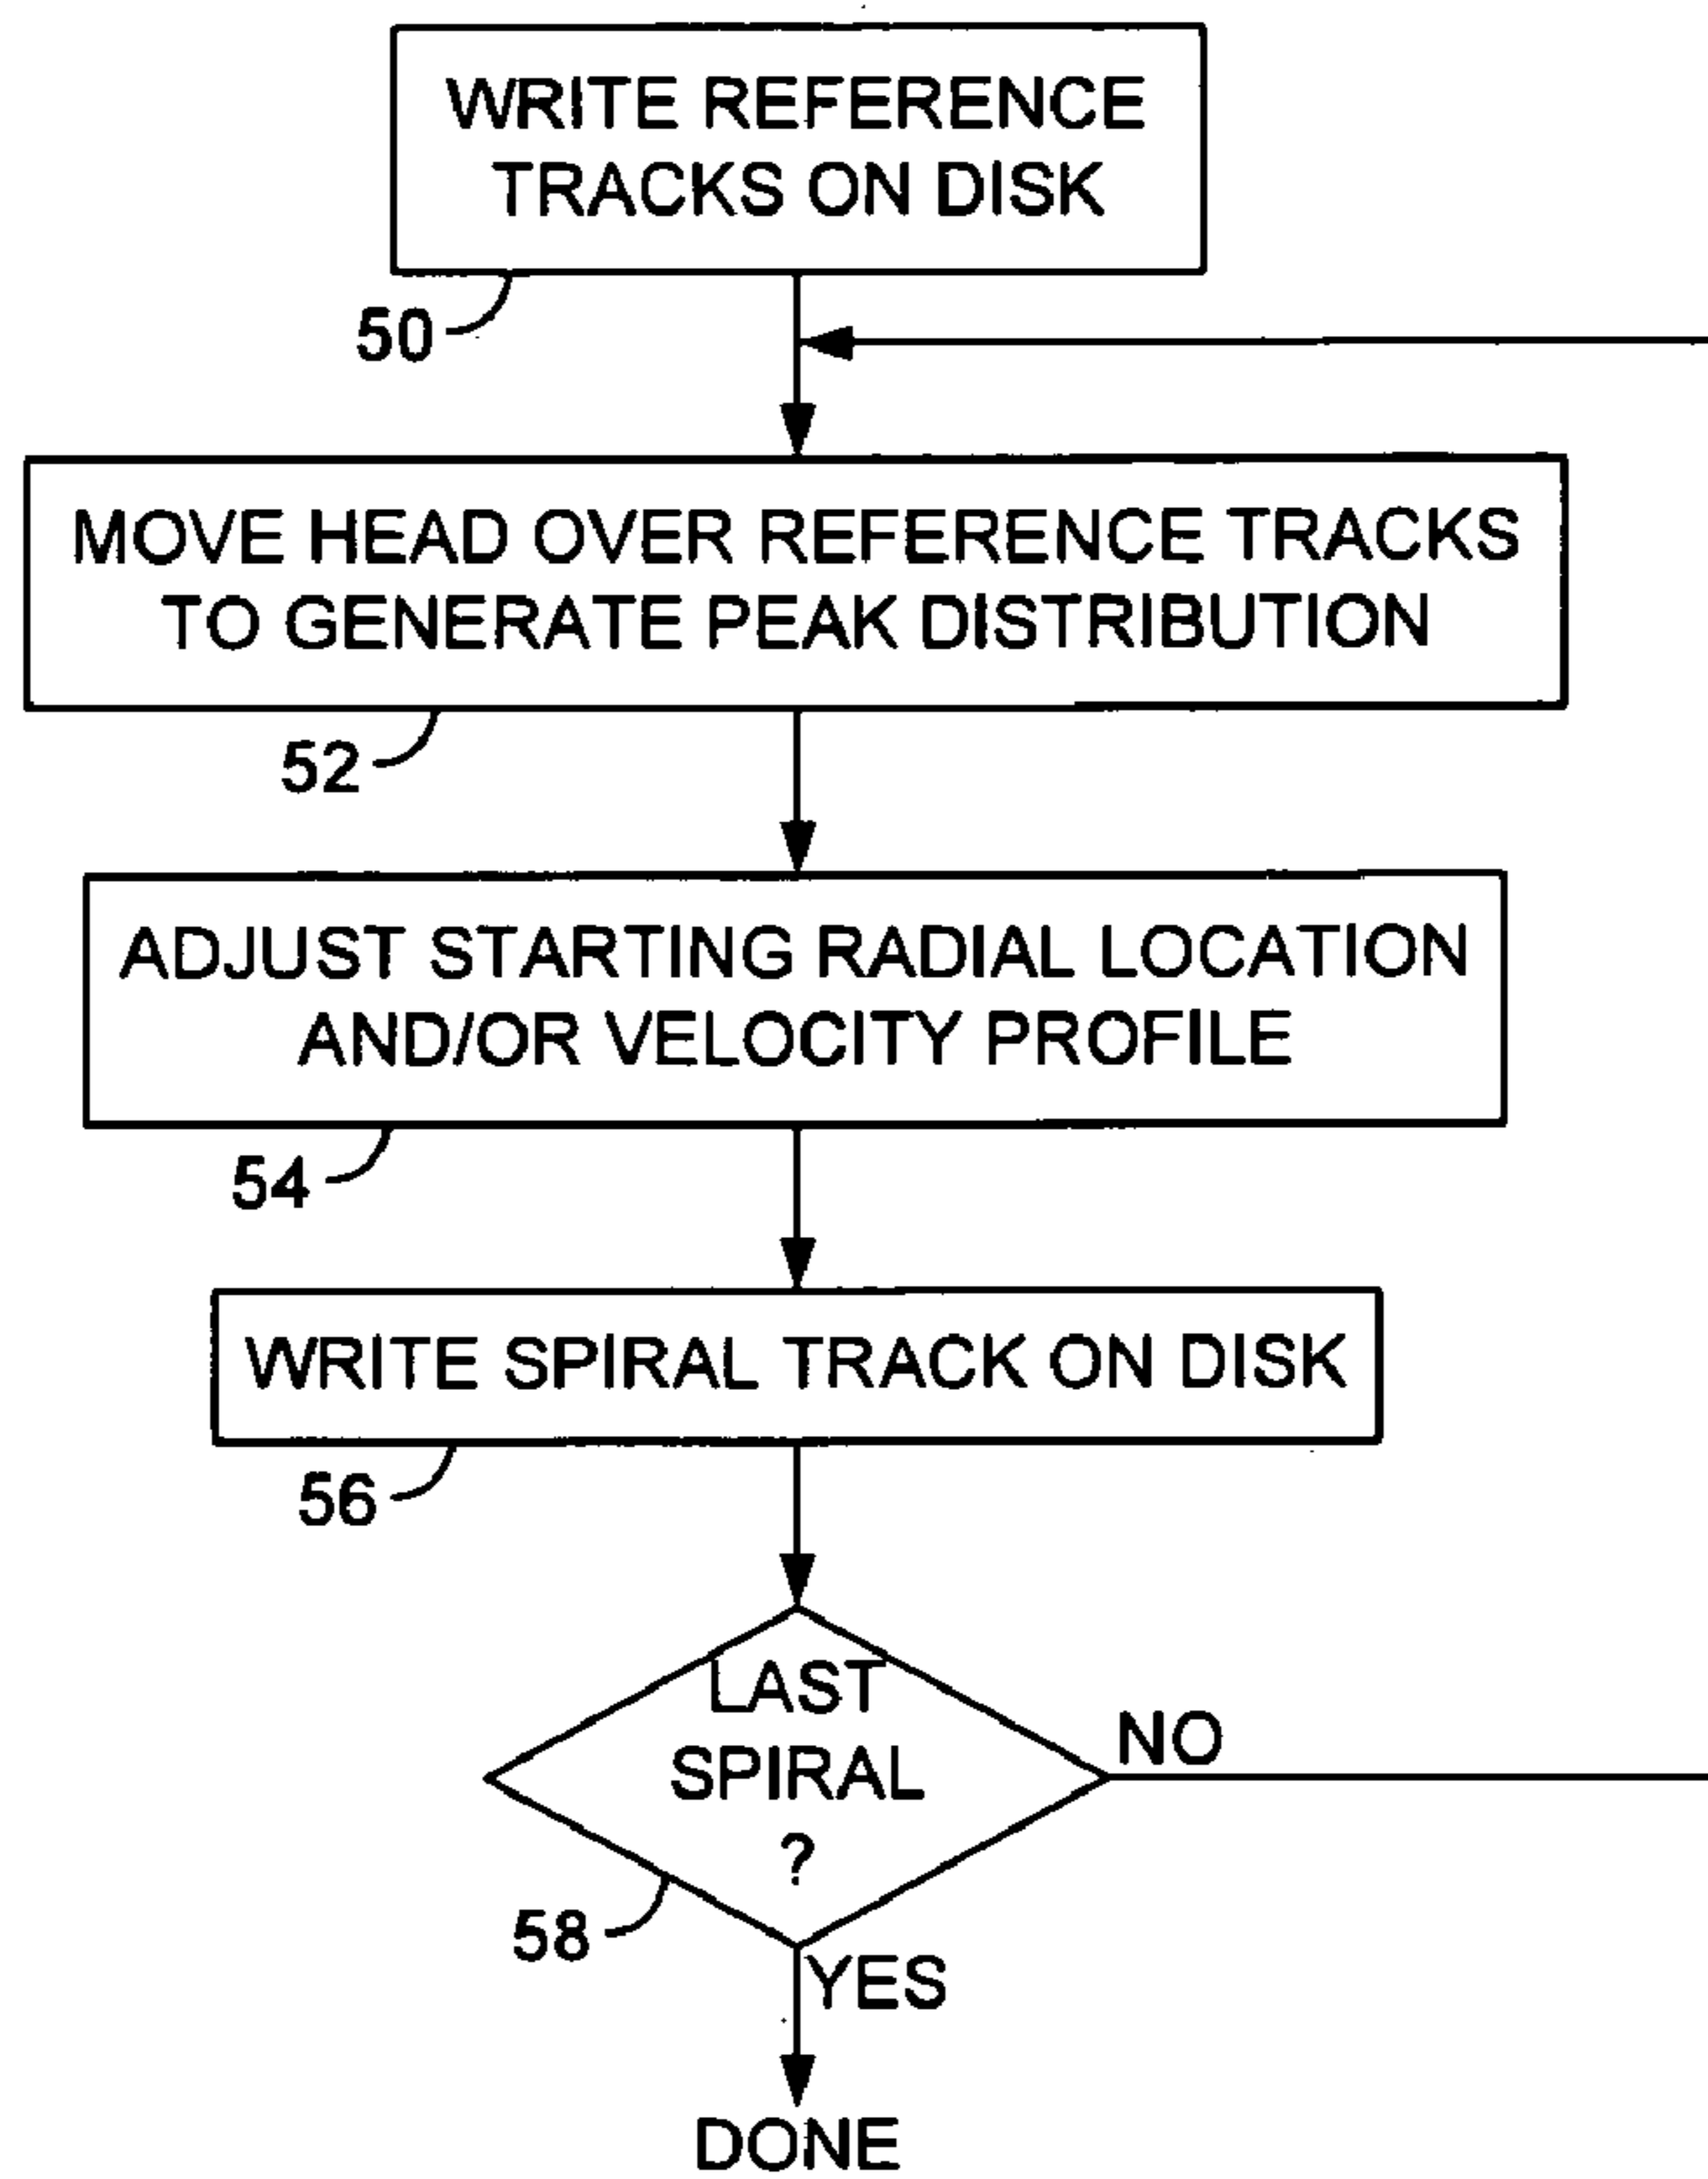 WRITE REFERENCE
TRACKS ON DISK
50
MOVE HEAD OVER REFERENCE TRACKS
TO GENERATE PEAK DISTRIBUTION
52
ADJUST STARTING RADIAL LOCATION
AND/OR VELOCITY PROFILE
54
WRITE SPIRAL TRACK ON DISK
56
LAST
SPIRAL
?
NO
58
YES
DONE